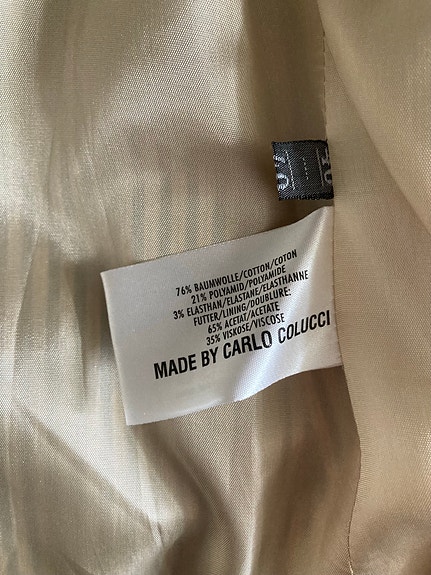 76% BAUMWOLLE/COTTON/COTON
21% POLYAMID/POLYAMIDE
3% ELASTHAN/ELASTANE/ELASTHANNE
FUTTER/LINING/DOUBLURE:
65% ACETAT/ACETATE
35% VISKOSE/VISCOSE
MADE BY CARLO COLUCCI